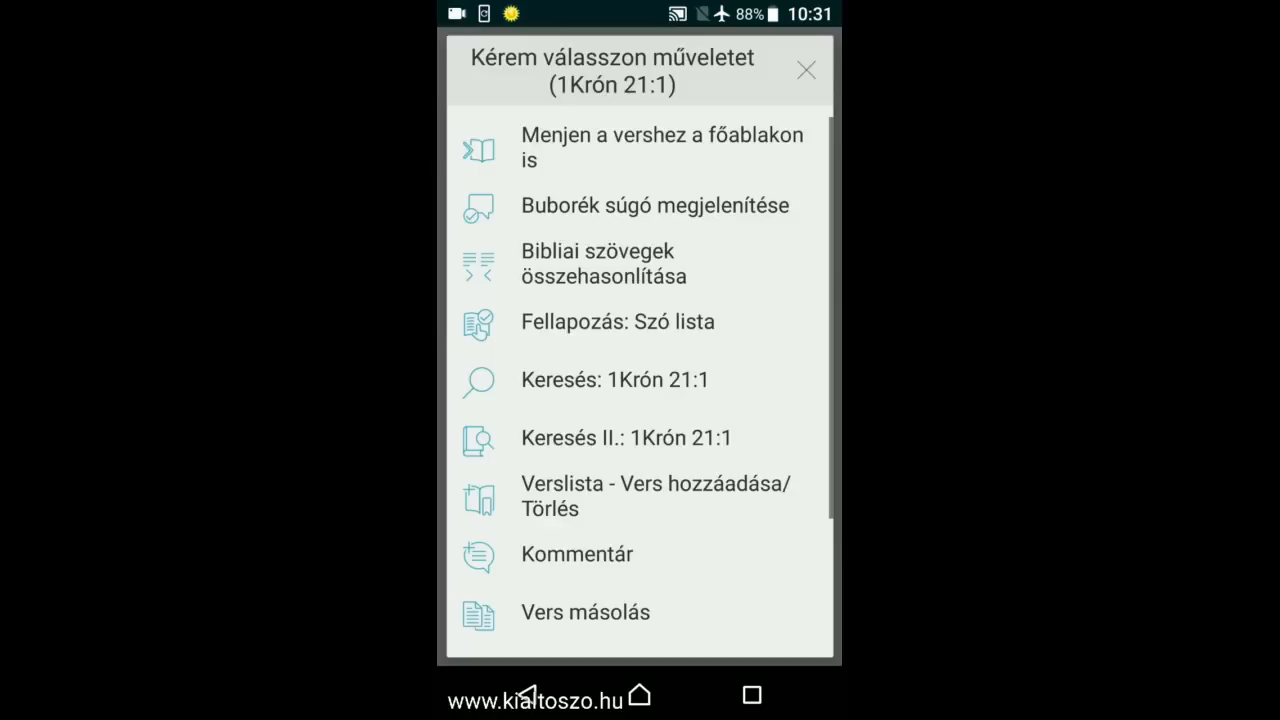 88% 10:31
Kérem válasszon műveletet
(1Krón 21:1)
Menjen a vershez a főablakon
is
Buborék súgó megjelenítése
Bibliai szövegek
összehasonlítása
Fellapozás: Szó lista
Keresés: 1Krón 21:1
Keresés II.: 1Krón 21:1
Verslista - Vers hozzáadása/
Törlés
Kommentár
Vers másolás
www.kialtoszo.hu